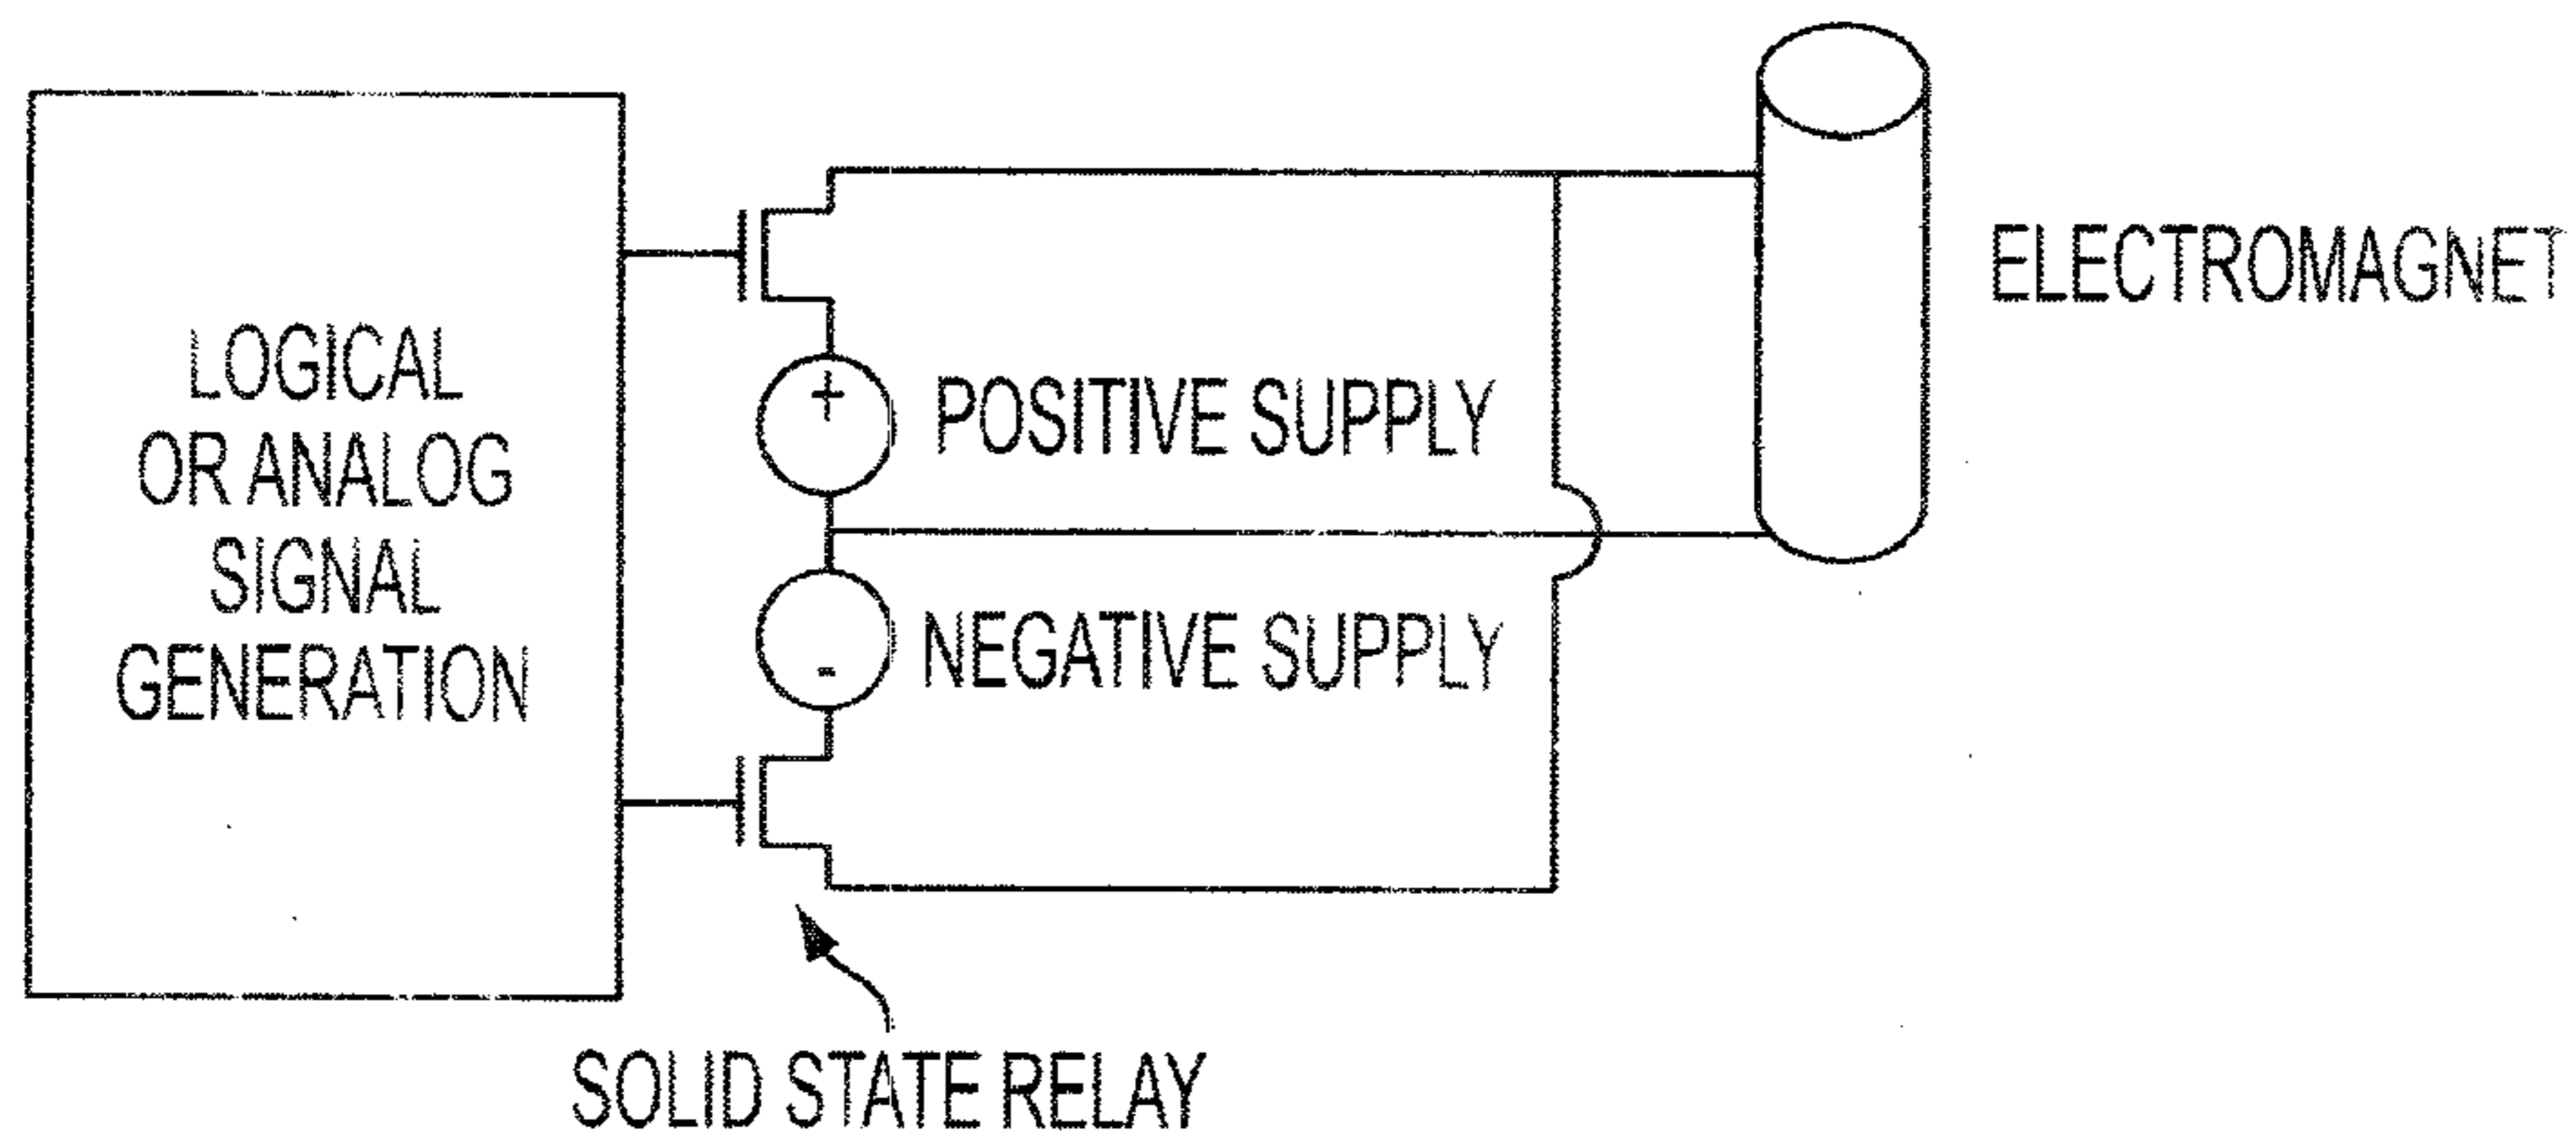 LOGICAL
OR ANALOG
SIGNAL
GENERATION
+
POSITIVE SUPPLY
-
NEGATIVE SUPPLY
ELECTROMAGNET
SOLID STATE RELAY